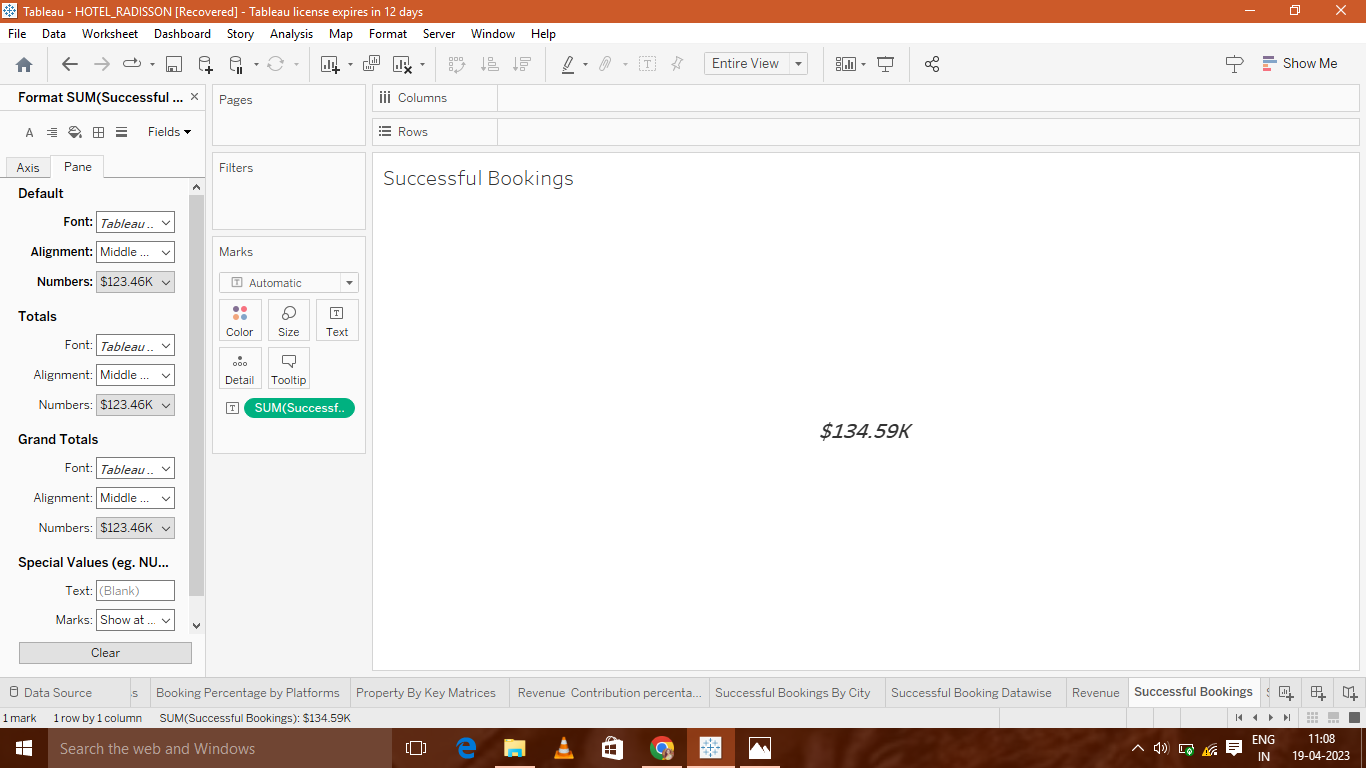 Tableau - HOTEL_RADISSON [Recovered] - Tableau license expires in 12 days
File Data Worksheet Dashboard Story Analysis Map Format Server Window Help
Entire View
Show Me
Format SUM(Successful ...
Fields
Axis Pane
Default
Font: Tableau ..
Alignment: Middle ...
Numbers: $123.46K
Totals
Font: Tableau ..
Alignment: Middle ...
Numbers: $123.46K
Grand Totals
Font: Tableau ..
Alignment: Middle ...
Numbers: $123.46K
Special Values (eg. NU...
Text: (Blank)
Marks: Show at ...
Clear
Pages
Filters
Marks
Automatic
Color Size Text
Detail Tooltip
SUM(Successf..
Columns
Rows
Successful Bookings
$134.59K
Data Source s Booking Percentage by Platforms Property By Key Matrices Revenue Contribution percenta... Successful Bookings By City Successful Booking Datawise Revenue Successful Bookings
1 mark 1 row by 1 column SUM(Successful Bookings): $134.59K
Search the web and Windows
ENG
IN
11:08
19-04-2023